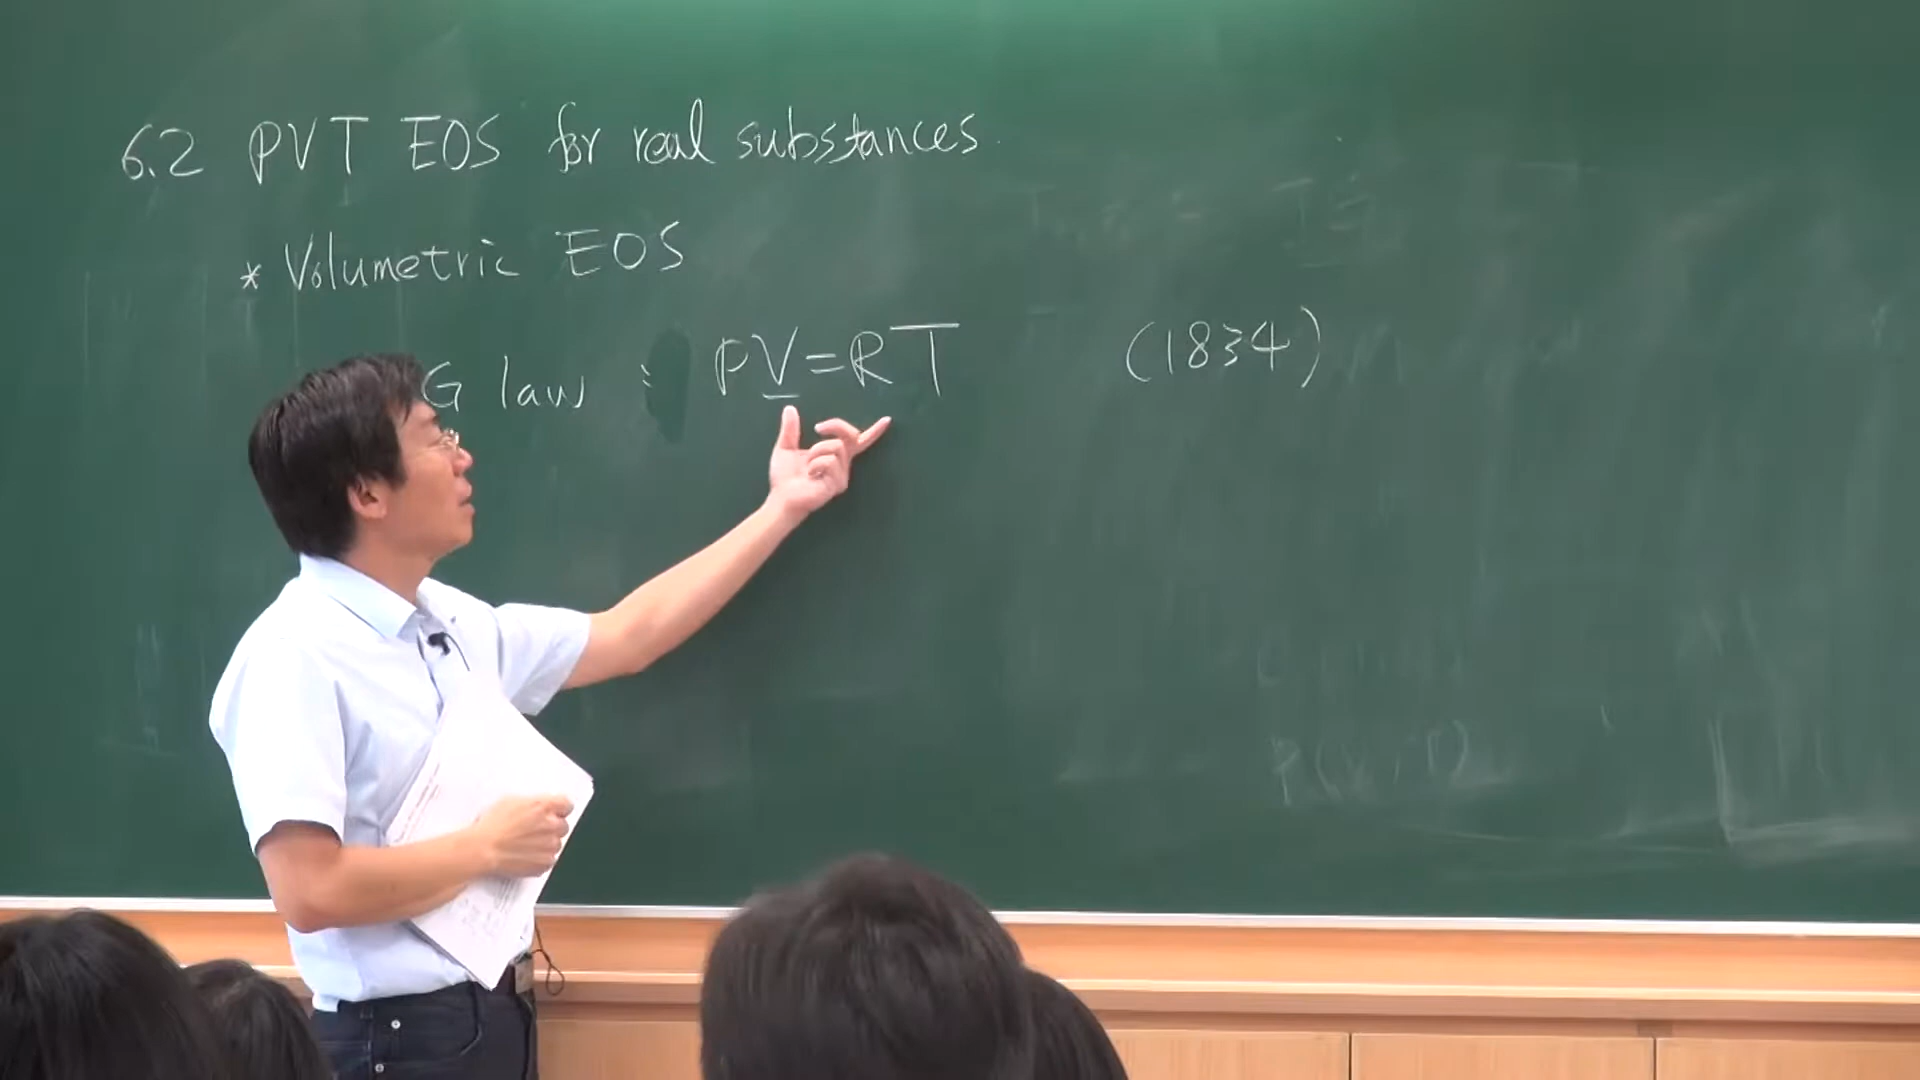 6.2 PVT EOS for real substances.
* Volumetric EOS
G law : PV=RT (1834)